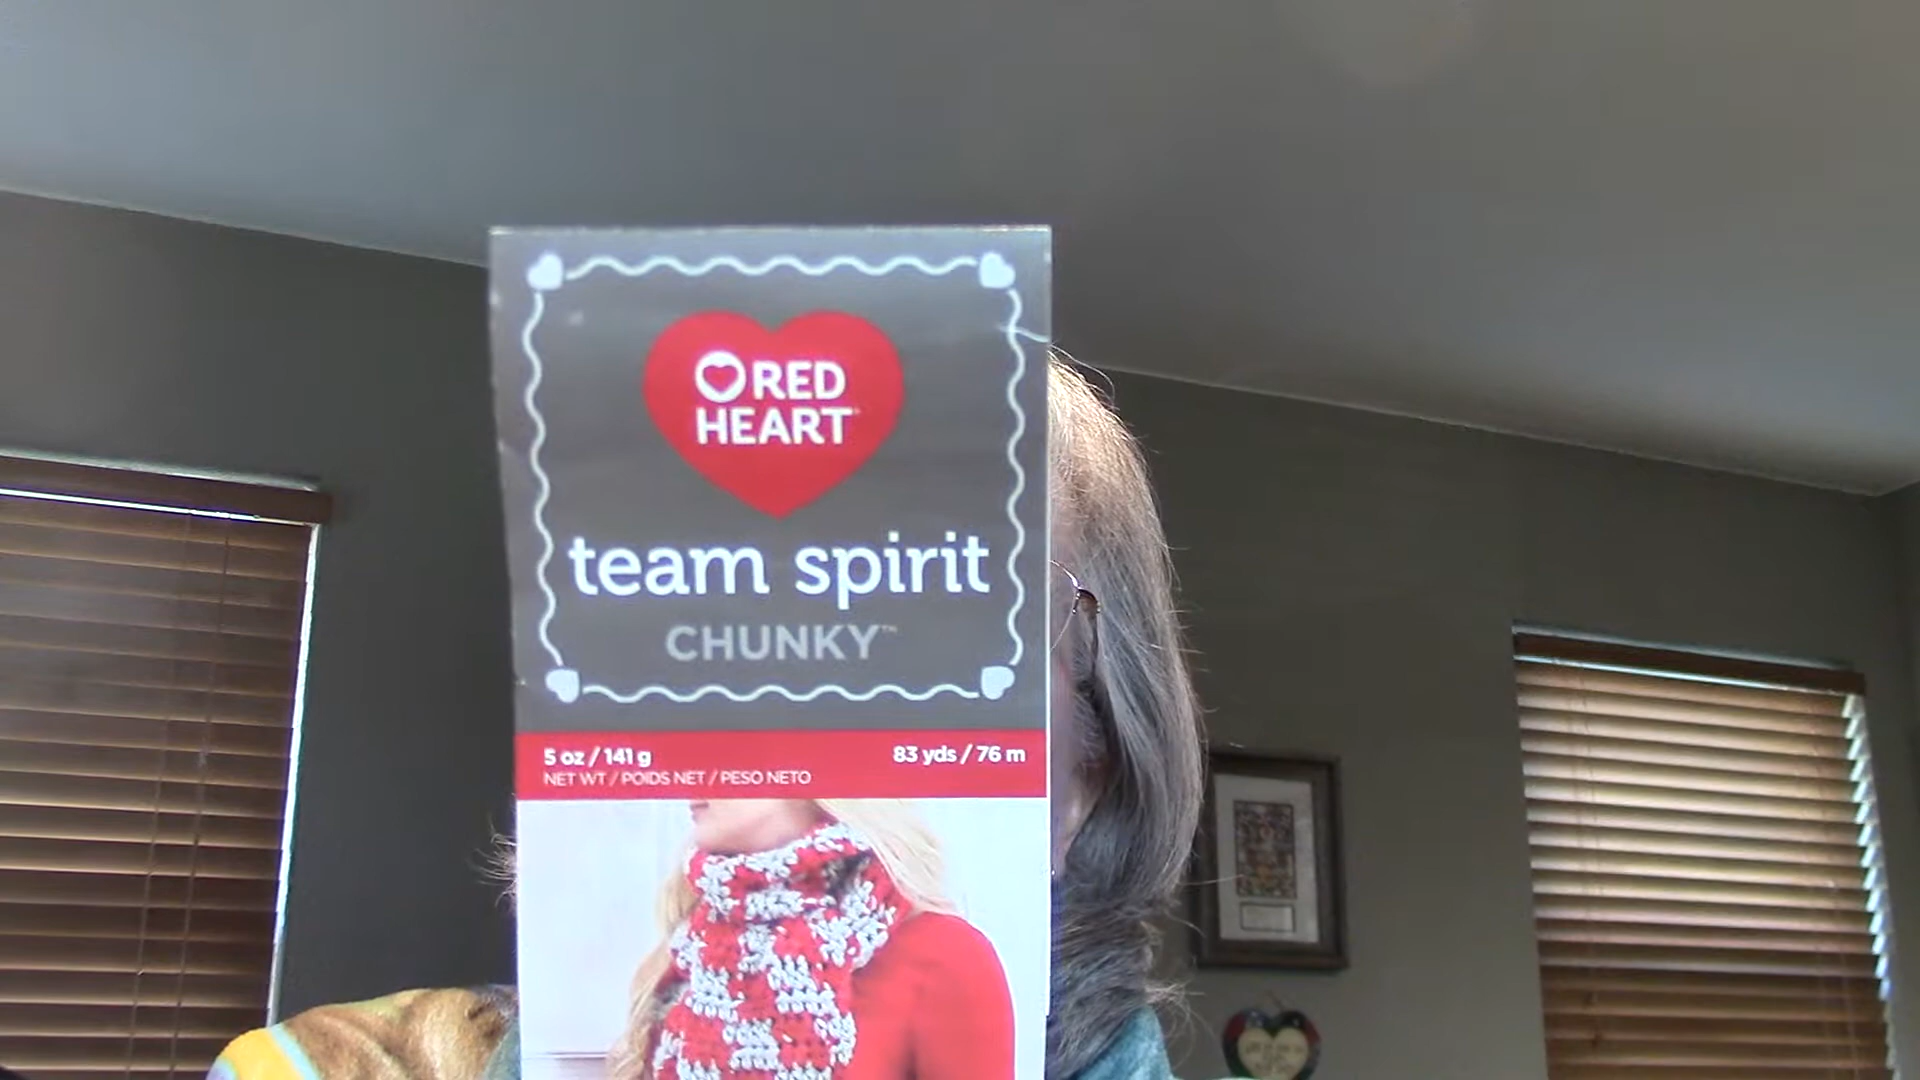 RED
HEART
team spirit
CHUNKY™
5 oz / 141 g
83 yds / 76 m
NET WT / POIDS NET / PESO NETO